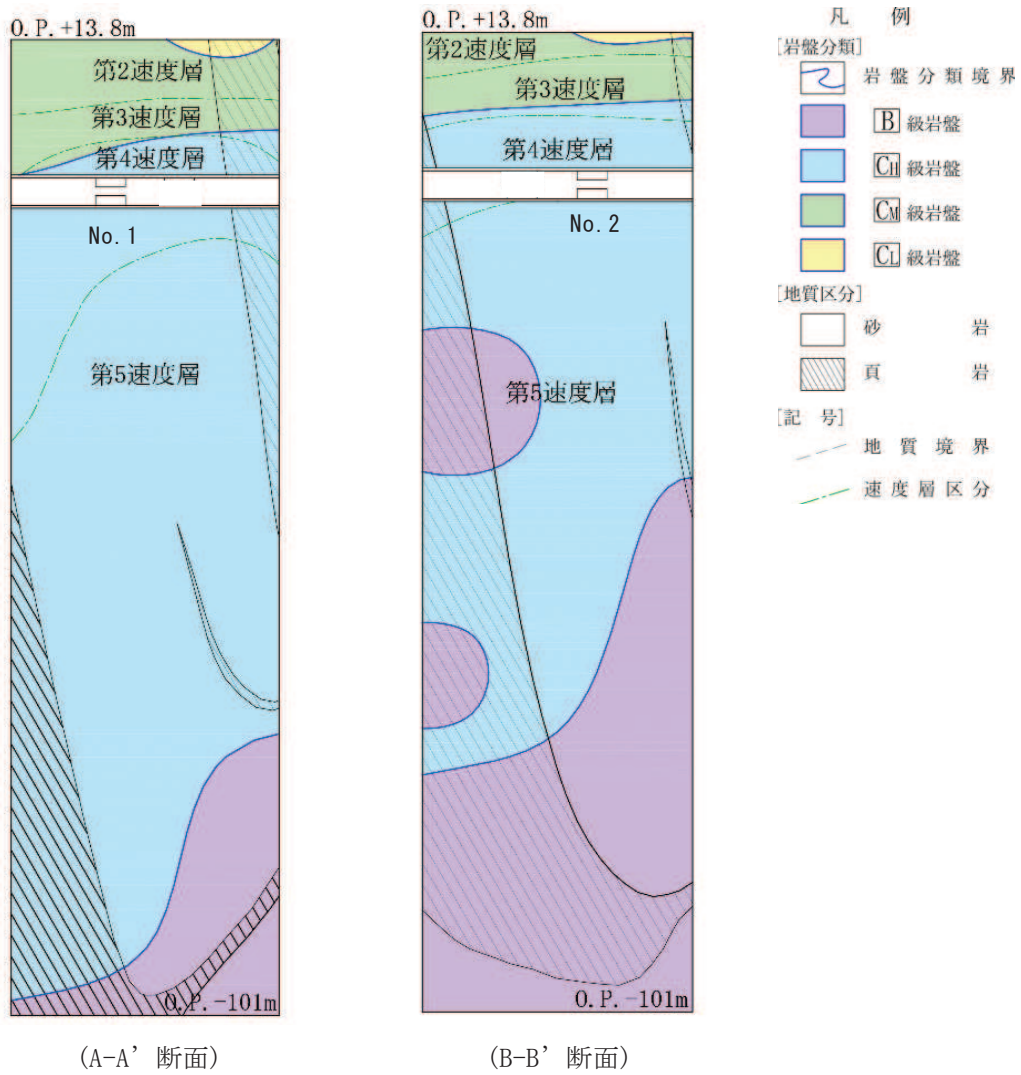 O.P.+13.8m
第2速度層
第3速度層
第4速度層
No.1
第5速度層
O.P.-101m
(A-A’断面)
O.P.+13.8m
第2速度層
第3速度層
第4速度層
No.2
第5速度層
O.P.-101m
(B-B’断面)
凡 例
[岩盤分類]
岩盤分類境界
B 級岩盤
CH 級岩盤
CM 級岩盤
CL 級岩盤
[地質区分]
砂 岩
頁 岩
[記 号]
地質境界
速度層区分